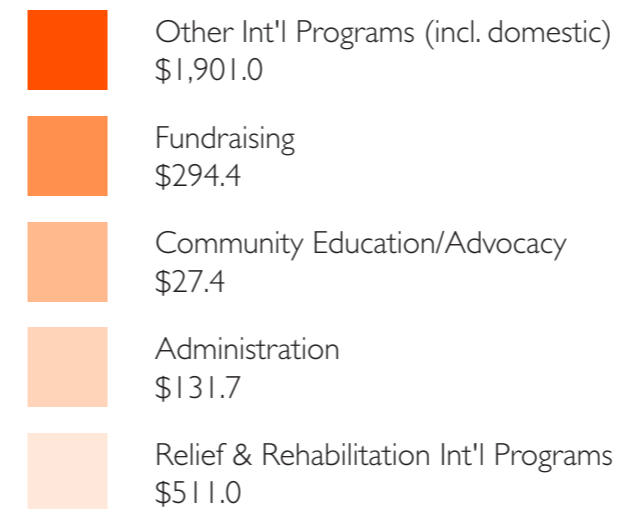 Other Int'l Programs (incl. domestic)
$1,901.0
Fundraising
$294.4
Community Education/Advocacy
$27.4
Administration
$131.7
Relief & Rehabilitation Int'l Programs
$511.0